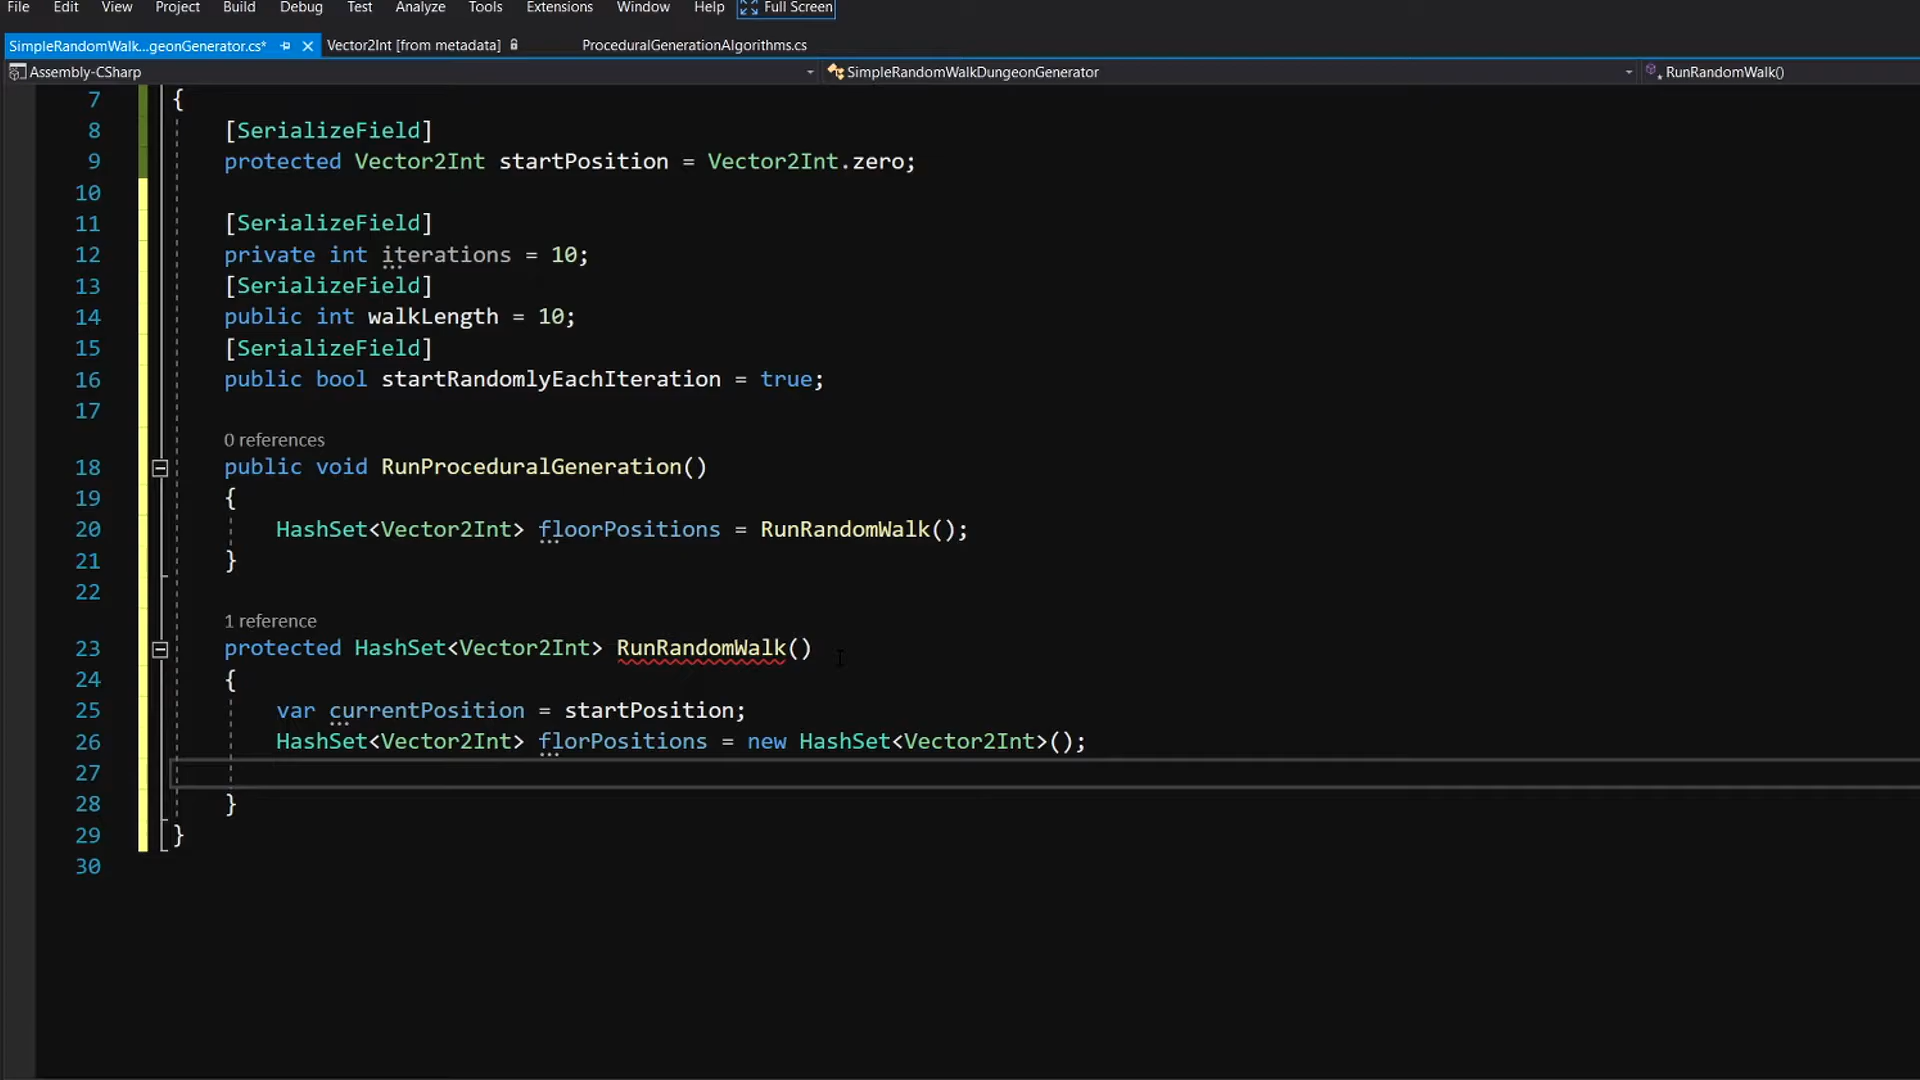 File Edit View Project Build Debug Test Analyze Tools Extensions Window Help Full Screen
SimpleRandomWalk...geonGenerator.cs* Vector2Int [from metadata] ProceduralGenerationAlgorithms.cs
Assembly-CSharp SimpleRandomWalkDungeonGenerator RunRandomWalk()
7 {
8 [SerializeField]
9 protected Vector2Int startPosition = Vector2Int.zero;
10
11 [SerializeField]
12 private int iterations = 10;
13 [SerializeField]
14 public int walkLength = 10;
15 [SerializeField]
16 public bool startRandomlyEachIteration = true;
17
0 references
18 public void RunProceduralGeneration()
19 {
20 HashSet<Vector2Int> floorPositions = RunRandomWalk();
21 }
22
1 reference
23 protected HashSet<Vector2Int> RunRandomWalk()
24 {
25 var currentPosition = startPosition;
26 HashSet<Vector2Int> florPositions = new HashSet<Vector2Int>();
27
28 }
29 }
30